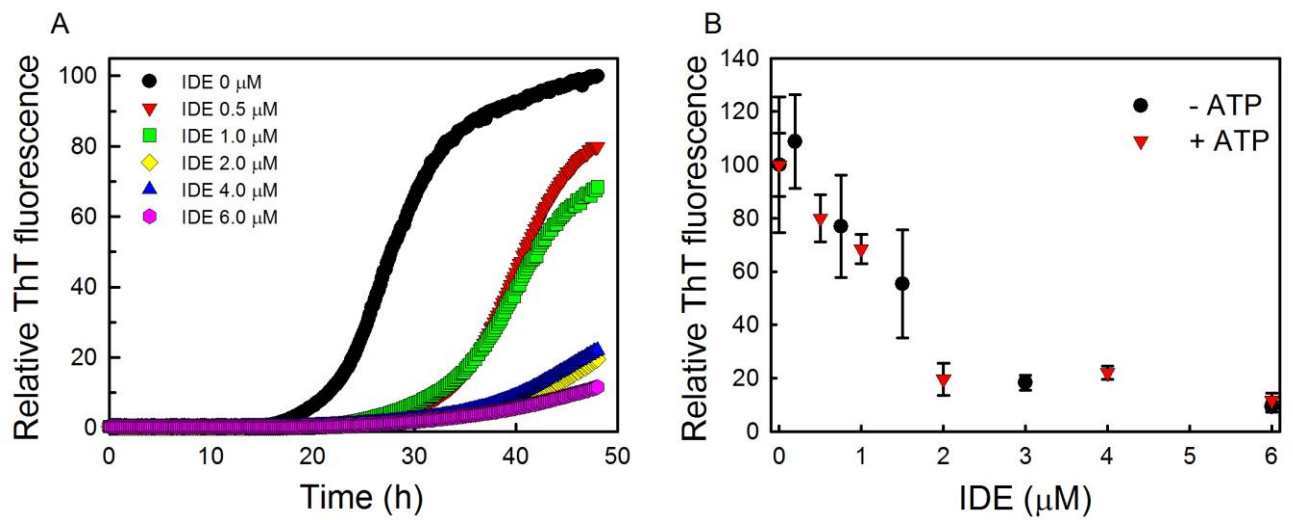 A
Relative ThT fluorescence
100
80
60
40
20
0
IDE 0 μM
IDE 0.5 μM
IDE 1.0 μM
IDE 2.0 μM
IDE 4.0 μM
IDE 6.0 μM
0 10 20 30 40 50
Time (h)
B
Relative ThT fluorescence
140
120
100
80
60
40
20
0
- ATP
+ ATP
0 1 2 3 4 5 6
IDE (μM)